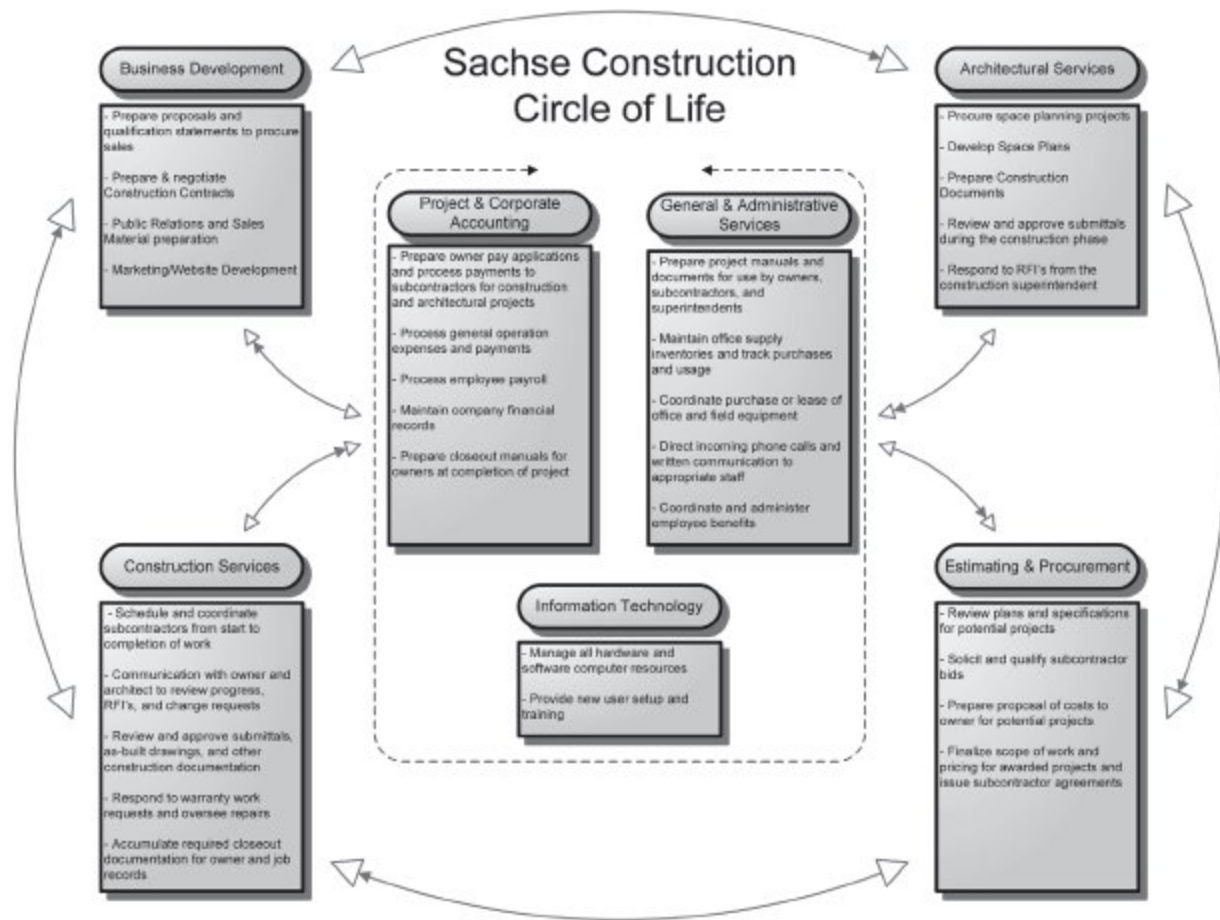 Sachse Construction
Circle of Life
Business Development
- Prepare proposals and
qualification statements to procure
sales
- Prepare & negotiate
Construction Contracts
- Public Relations and Sales
Material preparation
- Marketing/Website Development
Architectural Services
- Procure space planning projects
- Develop Space Plans
- Prepare Construction
Documents
- Review and approve submittals
during the construction phase
- Respond to RFI's from the
construction superintendent
Project & Corporate
Accounting
- Prepare owner pay applications
and process payments to
subcontractors for construction
and architectural projects
- Process general operation
expenses and payments
- Process employee payroll
- Maintain company financial
records
- Prepare closeout manuals for
owners at completion of project
General & Administrative
Services
- Prepare project manuals and
documents for use by owners,
subcontractors, and
superintendents
- Maintain office supply
inventories and track purchases
and usage
- Coordinate purchase or lease of
office and field equipment
- Direct incoming phone calls and
written communication to
appropriate staff
- Coordinate and administer
employee benefits
Construction Services
- Schedule and coordinate
subcontractors from start to
completion of work
- Communication with owner and
architect to review progress,
RFI's, and change requests
- Review and approve submittals,
as-built drawings, and other
construction documentation
- Respond to warranty work
requests and oversee repairs
- Accumulate required closeout
documentation for owner and job
records
Information Technology
- Manage all hardware and
software computer resources
- Provide new user setup and
training
Estimating & Procurement
- Review plans and specifications
for potential projects
- Solicit and qualify subcontractor
bids
- Prepare proposal of costs to
owner for potential projects
- Finalize scope of work and
pricing for awarded projects and
issue subcontractor agreements